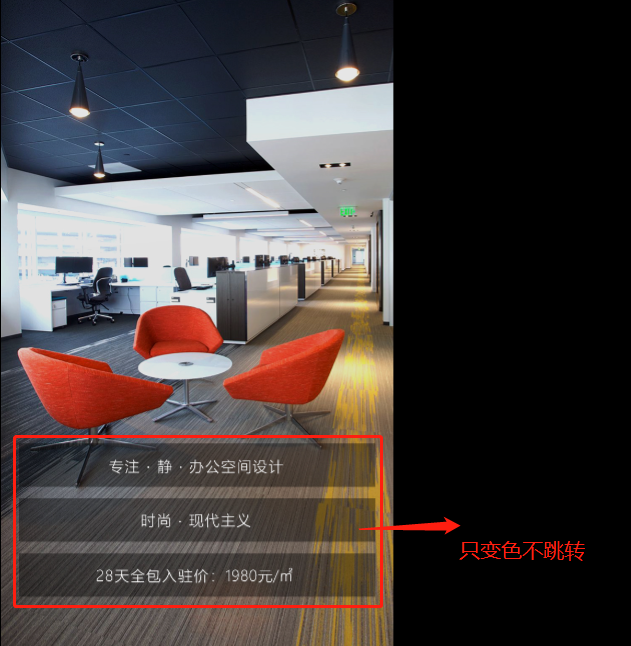 专注 · 静 · 办公空间设计
时尚 · 现代主义
只变色不跳转
28天全包入驻价：1980元/㎡